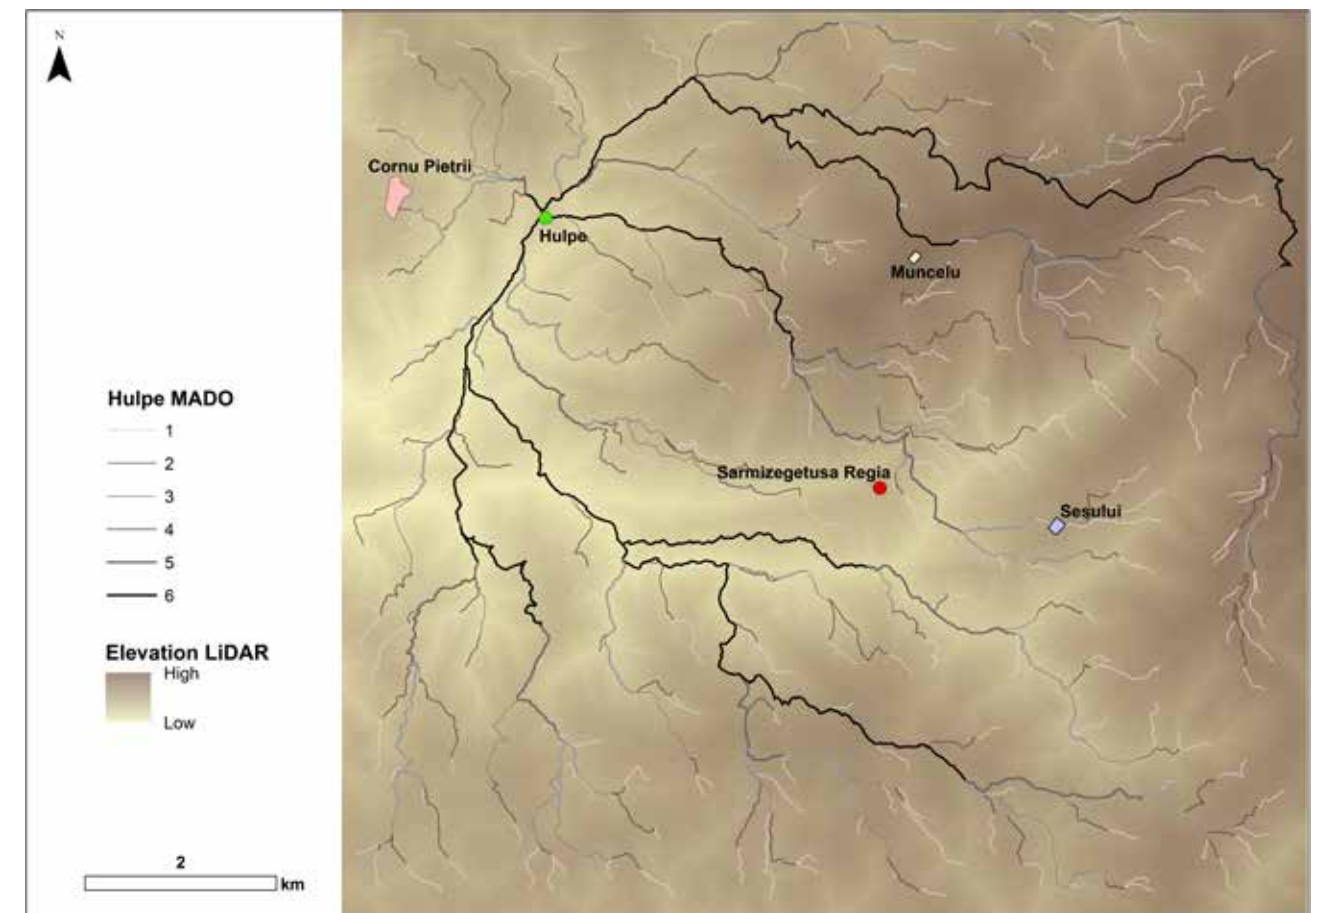 N
Cornu Pietrii
Hulpe
Muncelu
Hulpe MADO
1
2
3
4
5
6
Sarmizegetusa Regia
Sesului
Elevation LiDAR
High
Low
2
km